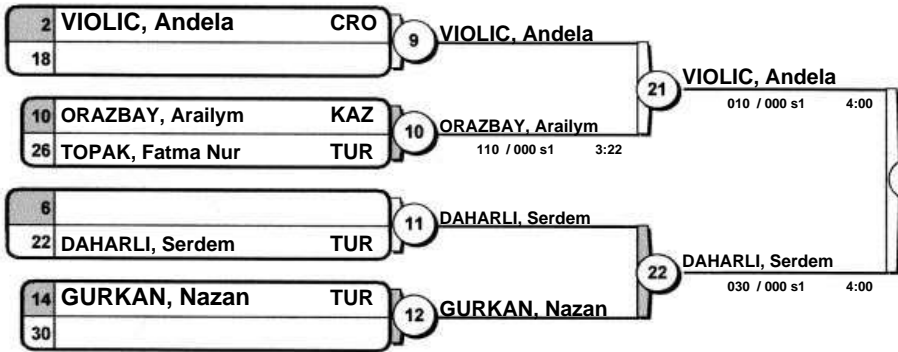 2 VIOLIC, Andela CRO
18
9 VIOLIC, Andela
10 ORAZBAY, Arailym KAZ
26 TOPAK, Fatma Nur TUR
10 ORAZBAY, Arailym
110 / 000 s1 3:22
21 VIOLIC, Andela
010 / 000 s1 4:00
6
22 DAHARLI, Serdem TUR
11 DAHARLI, Serdem
14 GURKAN, Nazan TUR
30
12 GURKAN, Nazan
22 DAHARLI, Serdem
030 / 000 s1 4:00